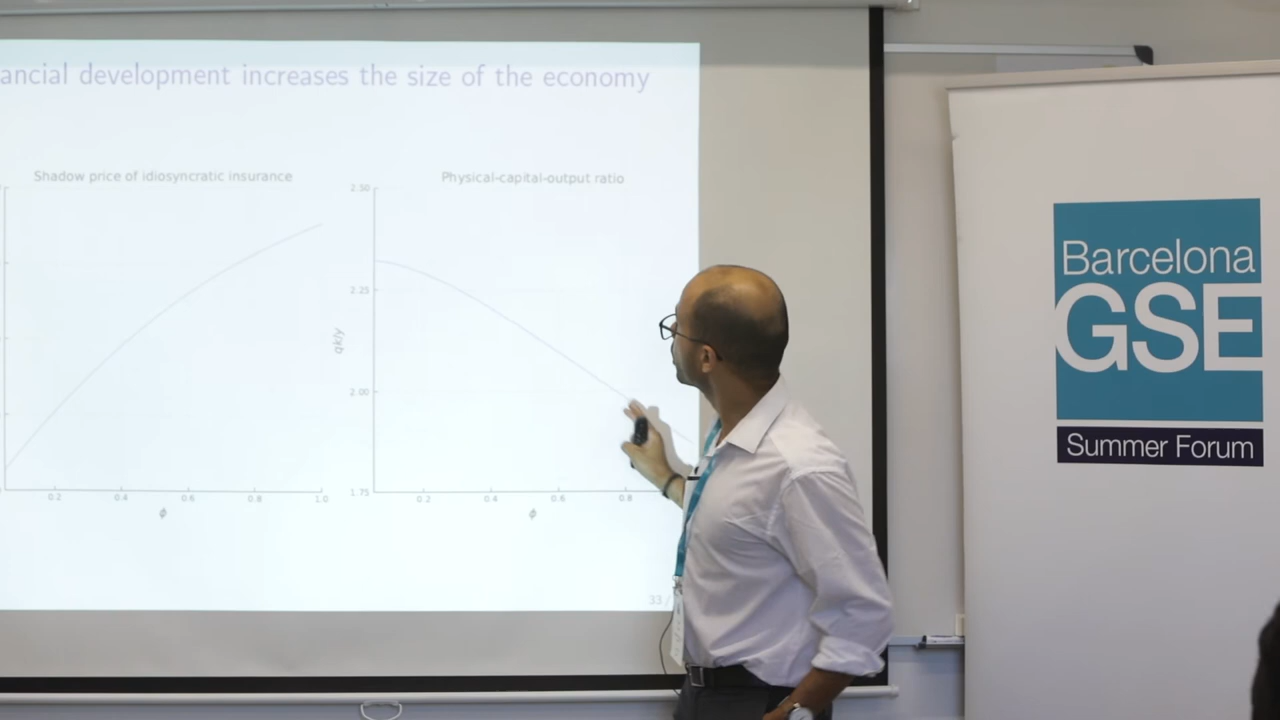 ancial development increases the size of the economy
Shadow price of idiosyncratic insurance
0.2 0.4 0.6 0.8 1.0
ϕ
Physical-capital-output ratio
2.50
2.25
2.00
1.75
qk/y
0.2 0.4 0.6 0.8
ϕ
33 /
Barcelona
GSE
Summer Forum